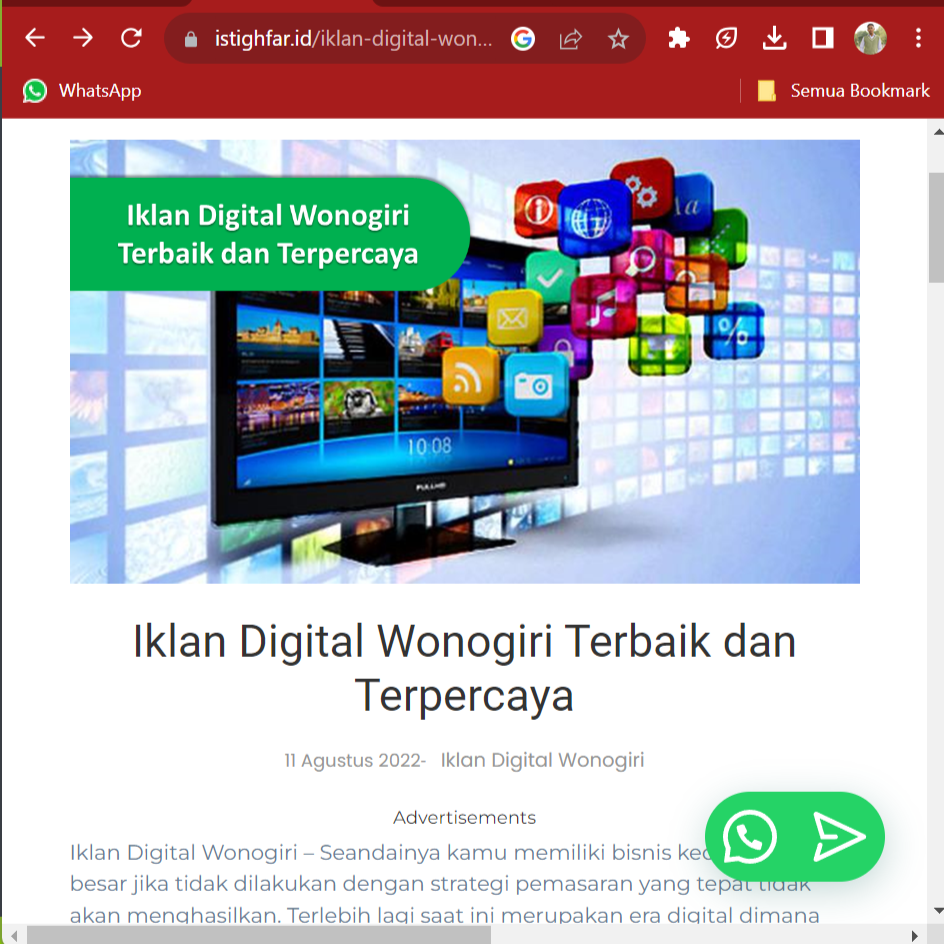 istighfar.id/iklan-digital-won...
WhatsApp
Semua Bookmark
Iklan Digital Wonogiri
Terbaik dan Terpercaya
Aa
%
10:08
FULLHD
Iklan Digital Wonogiri Terbaik dan
Terpercaya
11 Agustus 2022- Iklan Digital Wonogiri
Advertisements
Iklan Digital Wonogiri – Seandainya kamu memiliki bisnis
besar jika tidak dilakukan dengan strategi pemasaran yang tepat tidak
akan menghasilkan. Terlebih lagi saat ini merupakan era digital dimana